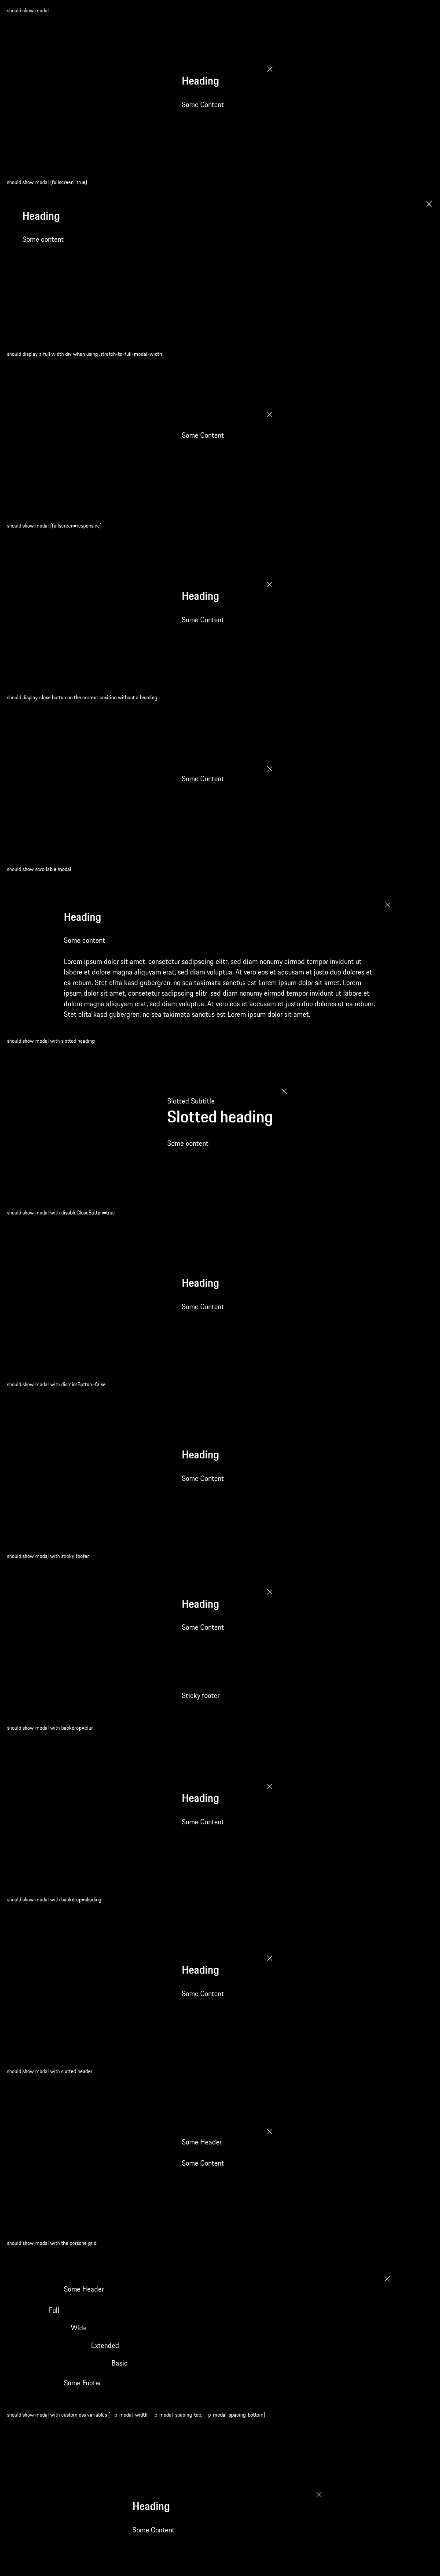 should show modal
Heading
Some Content
should show modal (fullscreen=true)
Heading
Some content
should display a full width div when using .stretch-to-full-modal-width
Some Content
should show modal (fullscreen=responsive)
Heading
Some Content
should display close button on the correct position without a heading
Some Content
should show scrollable modal
Heading
Some content
Lorem ipsum dolor sit amet, consetetur sadipscing elitr, sed diam nonumy eirmod tempor invidunt ut
labore et dolore magna aliquyam erat, sed diam voluptua. At vero eos et accusam et justo duo dolores et
ea rebum. Stet clita kasd gubergren, no sea takimata sanctus est Lorem ipsum dolor sit amet. Lorem
ipsum dolor sit amet, consetetur sadipscing elitr, sed diam nonumy eirmod tempor invidunt ut labore et
dolore magna aliquyam erat, sed diam voluptua. At vero eos et accusam et justo duo dolores et ea rebum.
Stet clita kasd gubergren, no sea takimata sanctus est Lorem ipsum dolor sit amet.
should show modal with slotted heading
Slotted Subtitle
Slotted heading
Some content
should show modal with disableCloseButton=true
Heading
Some Content
should show modal with dismissButton=false
Heading
Some Content
should show modal with sticky footer
Heading
Some Content
Sticky footer
should show modal with backdrop=blur
Heading
Some Content
should show modal with backdrop=shading
Heading
Some Content
should show modal with slotted header
Some Header
Some Content
should show modal with the porsche grid
Some Header
Full
Wide
Extended
Basic
Some Footer
should show modal with custom css variables (--p-modal-width, --p-modal-spacing-top, --p-modal-spacing-bottom)
Heading
Some Content